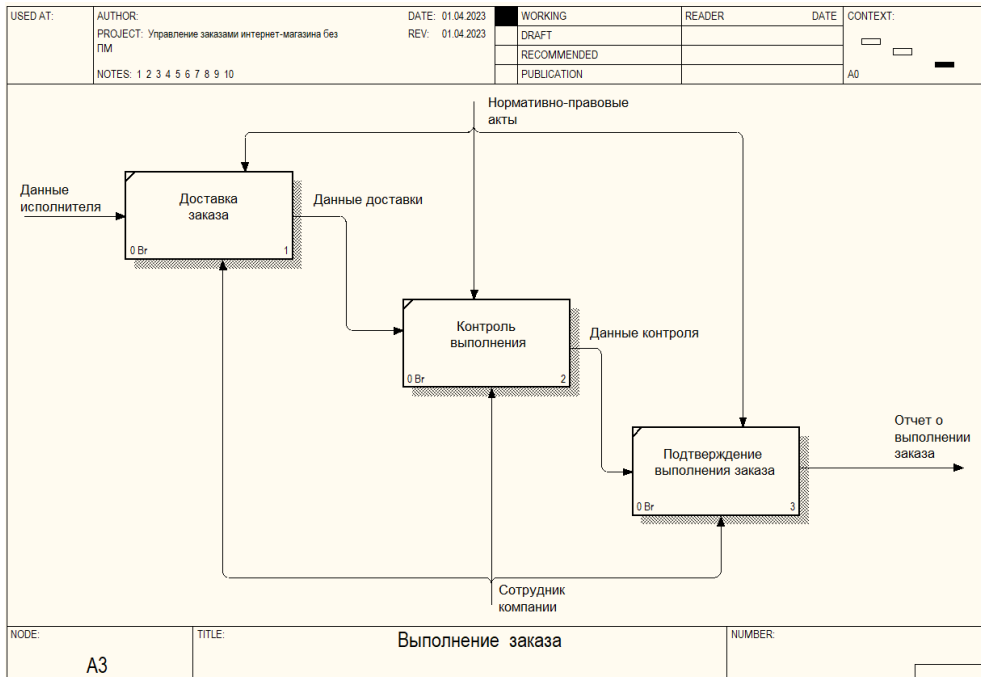 USED AT:
AUTHOR:
DATE: 01.04.2023
PROJECT: Управление заказами интернет-магазина без
ПМ
REV: 01.04.2023
NOTES: 1 2 3 4 5 6 7 8 9 10
WORKING
DRAFT
RECOMMENDED
PUBLICATION
READER
DATE
CONTEXT:
A0
Нормативно-правовые
акты
Данные
исполнителя
Доставка
заказа
0 Br
1
Данные доставки
Контроль
выполнения
0 Br
2
Данные контроля
Подтверждение
выполнения заказа
0 Br
3
Отчет о
выполнении
заказа
Сотрудник
компании
NODE:
A3
TITLE:
Выполнение заказа
NUMBER: